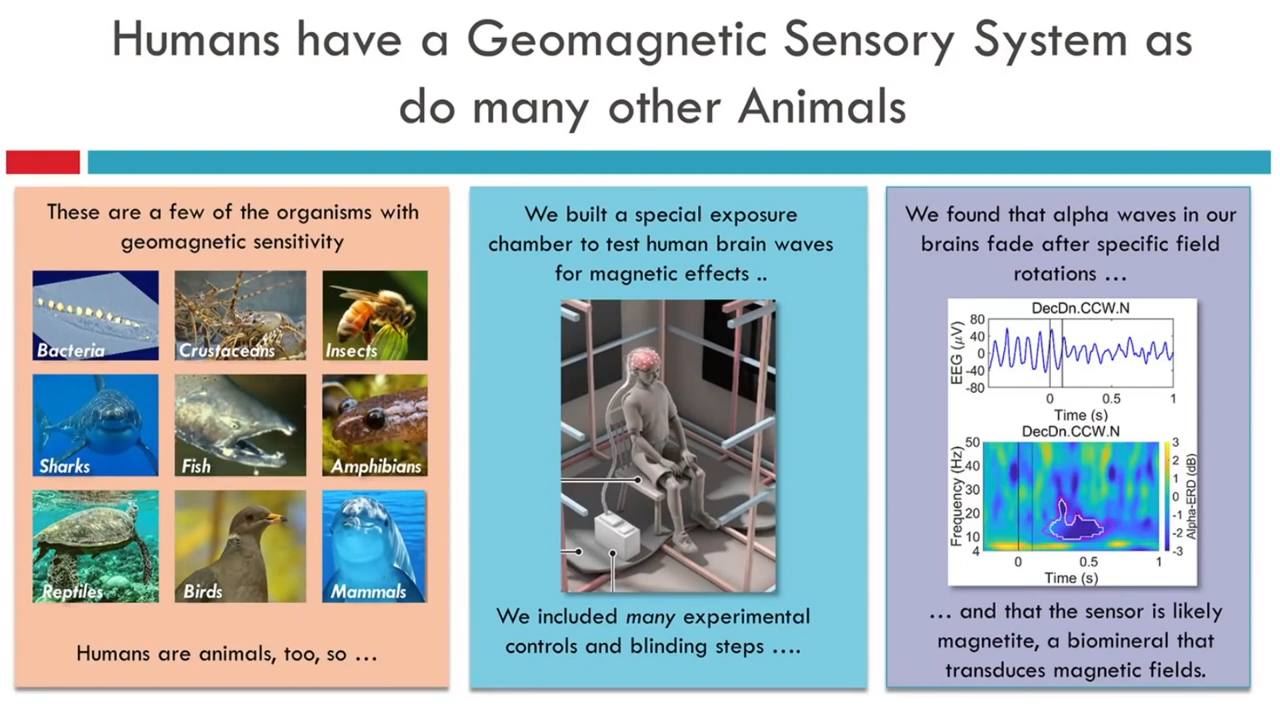 Humans have a Geomagnetic Sensory System as
do many other Animals
These are a few of the organisms with
geomagnetic sensitivity
Bacteria
Crustaceans
Insects
Sharks
Fish
Amphibians
Reptiles
Birds
Mammals
Humans are animals, too, so …
We built a special exposure
chamber to test human brain waves
for magnetic effects ..
We included many experimental
controls and blinding steps ….
We found that alpha waves in our
brains fade after specific field
rotations …
DecDn.CCW.N
EEG (μV)
80
40
0
-40
-80
0 0.5 1
Time (s)
DecDn.CCW.N
Frequency (Hz)
50
40
30
20
10
4
0 0.5 1
Time (s)
3
2
1
0
-1
-2
-3
Alpha-ERD (dB)
… and that the sensor is likely
magnetite, a biomineral that
transduces magnetic fields.